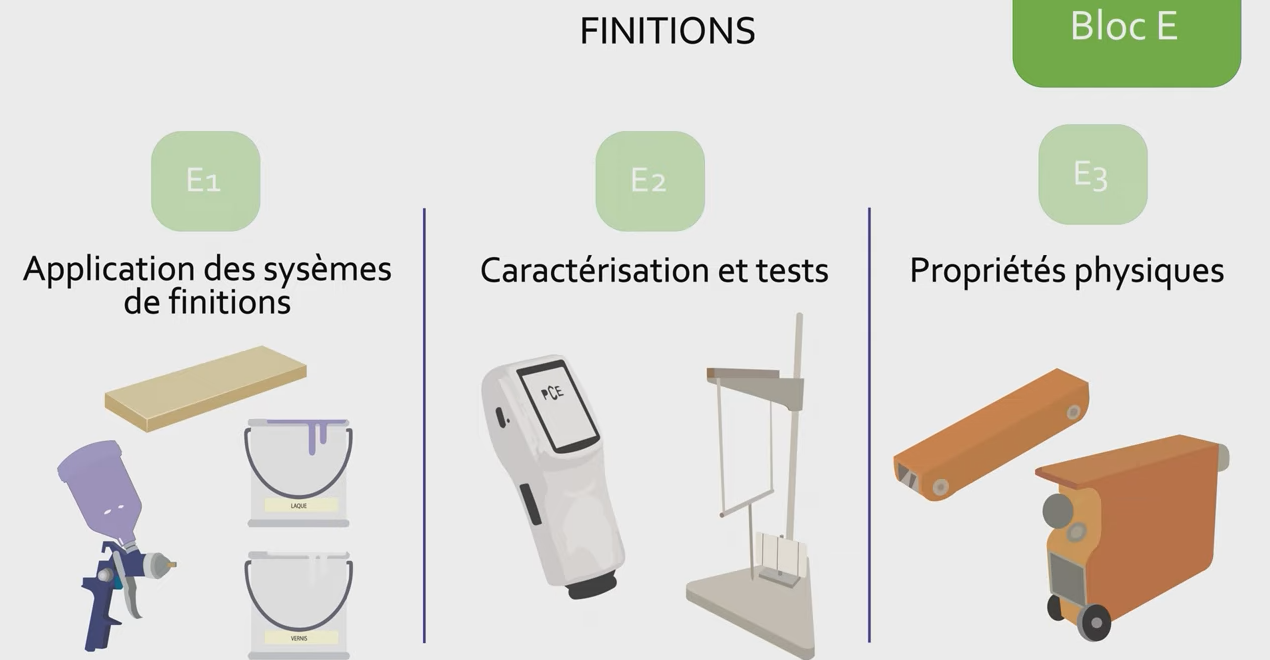 FINITIONS
Bloc E
E1
E2
E3
Application des sysèmes
de finitions
Caractérisation et tests
Propriétés physiques
PCE
LAQUE
VERNIS